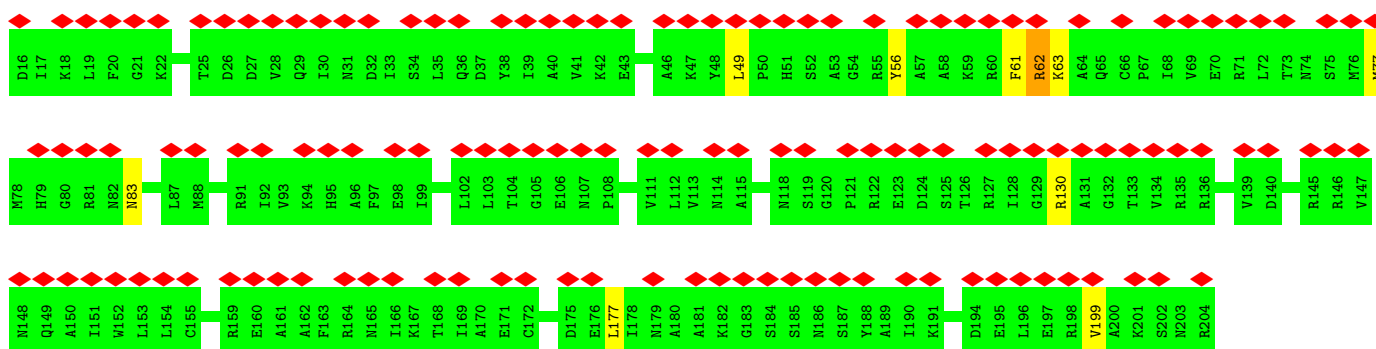 D16 I17 K18 L19 F20 G21 K22 T25 D26 D27 V28 Q29 I30 N31 D32 I33 S34 L35 Q36 D37 Y38 I39 A40 V41 K42 E43 A46 K47 Y48 L49 P50 H51 S52 A53 G54 R55 Y56 A57 A58 K59 R60 F61 R62 K63 A64 Q65 C66 P67 I68 V69 E70 R71 L72 T73 N74 S75 M76 M77
M78 H79 G80 R81 N82 N83 L87 M88 R91 I92 V93 K94 H95 A96 F97 E98 I99 L102 L103 T104 G105 E106 N107 P108 V111 L112 V113 N114 A115 N118 S119 G120 P121 R122 E123 D124 S125 T126 R127 I128 G129 R130 A131 G132 T133 V134 R135 R136 V139 D140 R145 R146 V147
N148 Q149 A150 I151 W152 L153 L154 C155 R159 E160 A161 A162 F163 R164 N165 I166 K167 T168 I169 A170 E171 C172 D175 E176 L177 I178 N179 A180 A181 K182 G183 S184 S185 N186 S187 Y188 A189 I190 K191 D194 E195 L196 E197 R198 V199 A200 K201 S202 N203 R204